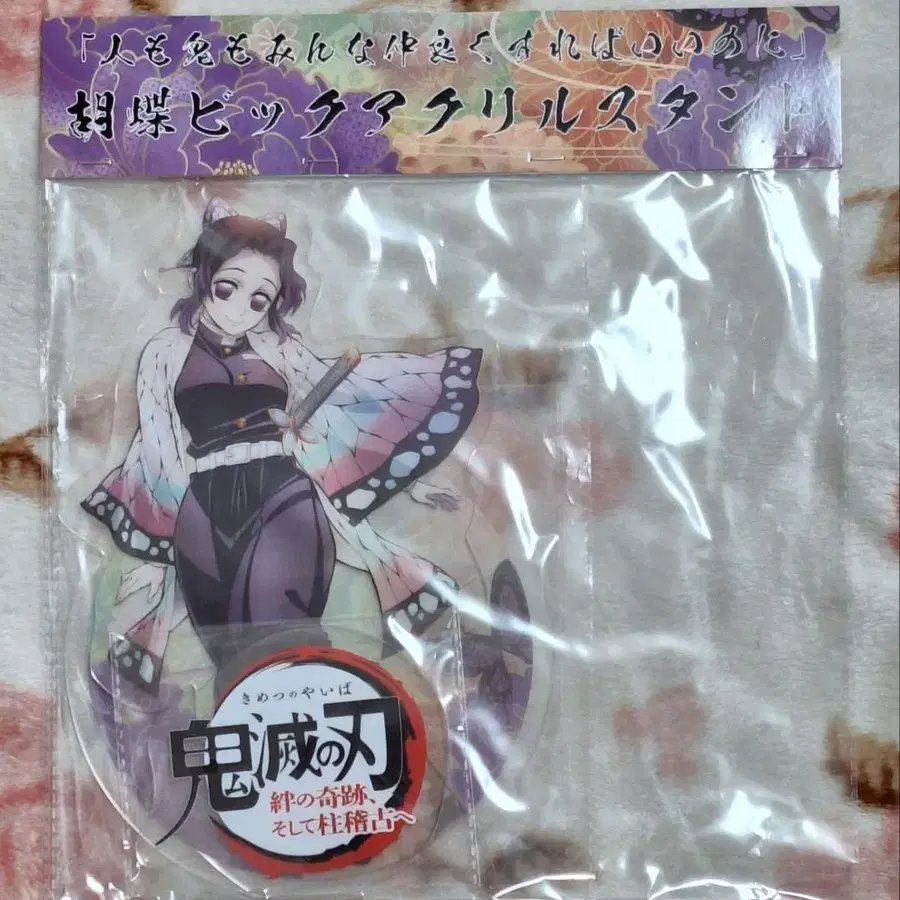 「人も鬼もみんな仲良くすればいいのに」
胡蝶ビックアクリルスタンド
きめつのやいば
鬼滅の刃
絆の奇跡、
そして柱稽古へ